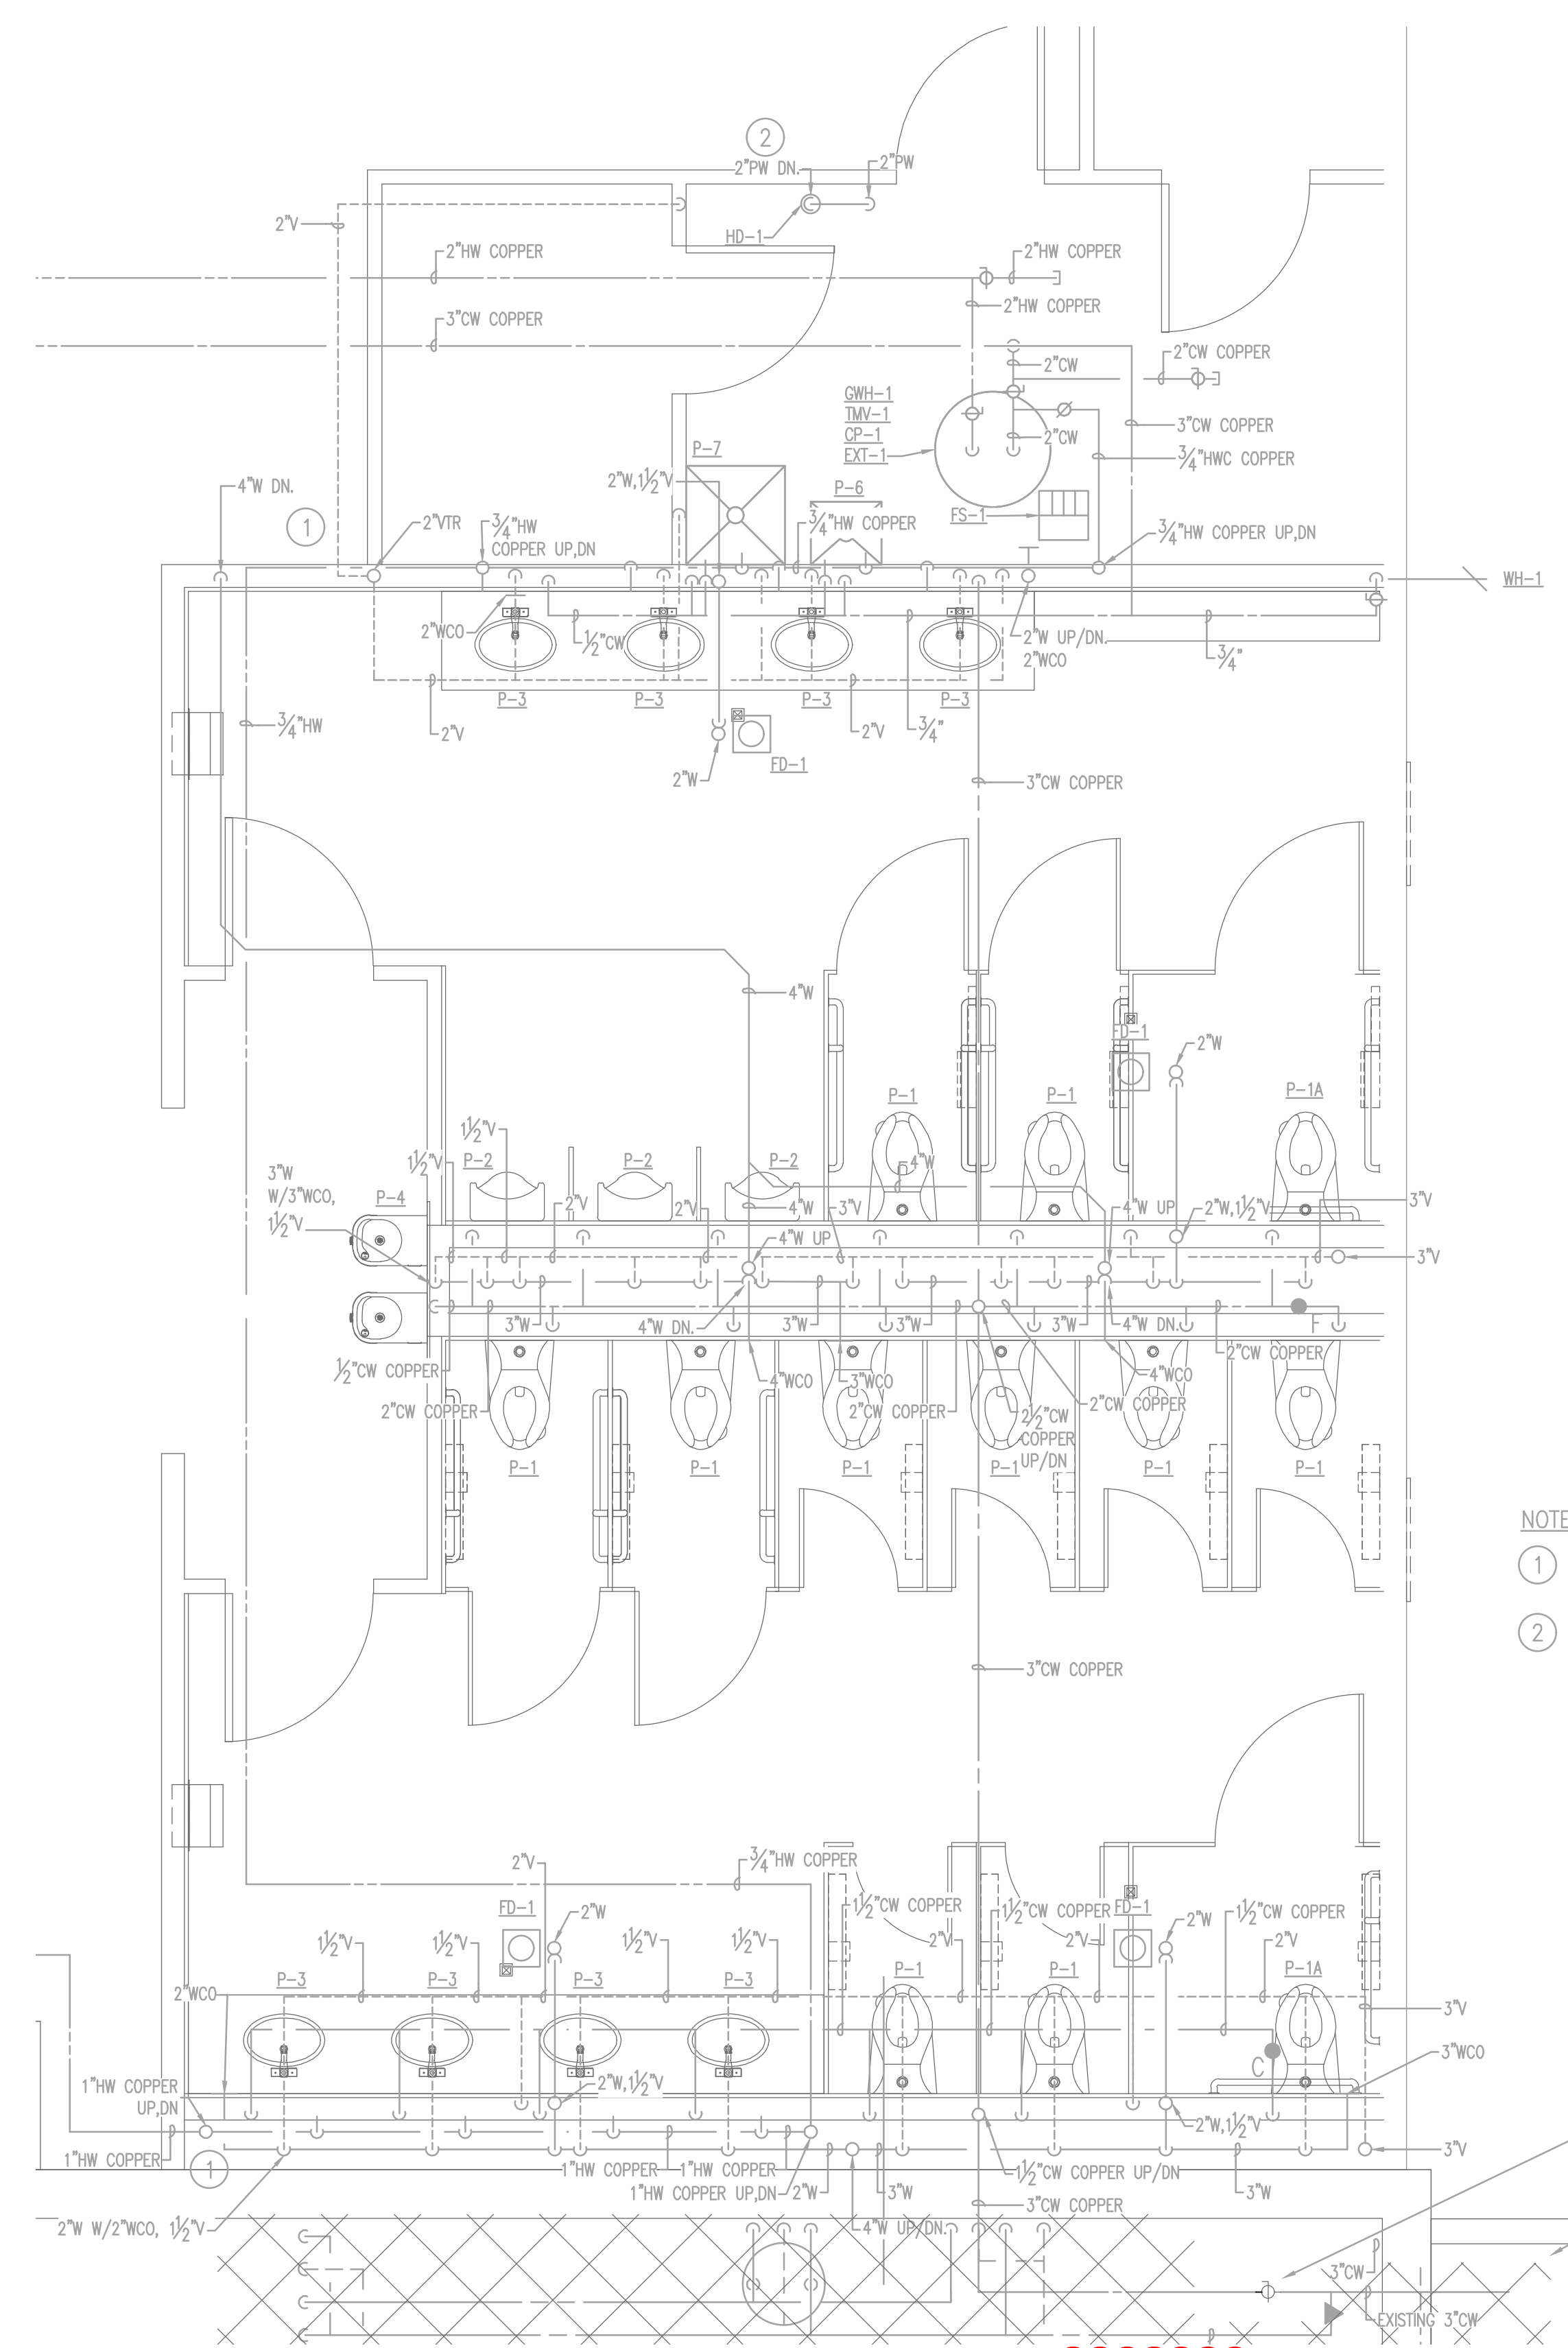 2
2"PW DN.
2"PW
2"V
HD-1
2"HW COPPER
2"HW COPPER
2"HW COPPER
3"CW COPPER
2"CW COPPER
2"CW
GWH-1
TMV-1
CP-1
EXT-1
3"CW COPPER
2"CW
3/4"HWC COPPER
P-7
2"W,1 1/2"V
P-6
4"W DN.
1
2"VTR
3/4"HW
COPPER UP,DN
3/4"HW COPPER
FS-1
3/4"HW COPPER UP,DN
WH-1
2"WCO
1/2"CW
2"W UP/DN.
2"WCO
3/4"
P-3
P-3
P-3
P-3
3/4"HW
2"V
2"V
3/4"
2"W
FD-1
3"CW COPPER
4"W
FD-1
2"W
P-1
P-1
P-1A
1 1/2"V
1 1/2"V
P-2
P-2
P-2
4"W
3"W
W/3"WCO,
1 1/2"V
P-4
2"V
2"V
4"W
3"V
4"W UP
2"W,1 1/2"V
3"V
4"W UP
3"V
3"W
4"W DN.
3"W
3"W
3"W
4"W DN.
F
2"CW COPPER
1/2"CW COPPER
4"WCO
3"WCO
4"WCO
2"CW COPPER
2"CW COPPER
2"CW COPPER
2 1/2"CW
COPPER
UP/DN
P-1
P-1
P-1
P-1
P-1
P-1
NOTE
1
2
3"CW COPPER
3/4"HW COPPER
2"V
FD-1
2"W
1 1/2"CW COPPER
1 1/2"CW COPPER
FD-1
2"W
1 1/2"CW COPPER
1 1/2"V
1 1/2"V
1 1/2"V
1 1/2"V
2"V
2"V
2"V
P-3
P-3
P-3
P-3
P-1
P-1
P-1A
2"WCO
3"V
3"WCO
C
1"HW COPPER
UP,DN
2"W,1 1/2"V
2"W,1 1/2"V
1"HW COPPER
1
1"HW COPPER
1"HW COPPER
1 1/2"CW COPPER UP/DN
3"V
1"HW COPPER UP,DN
2"W
3"W
3"W
3"CW COPPER
2"W W/2"WCO, 1 1/2"V
4"W UP/DN.
3"CW
EXISTING 3"CW